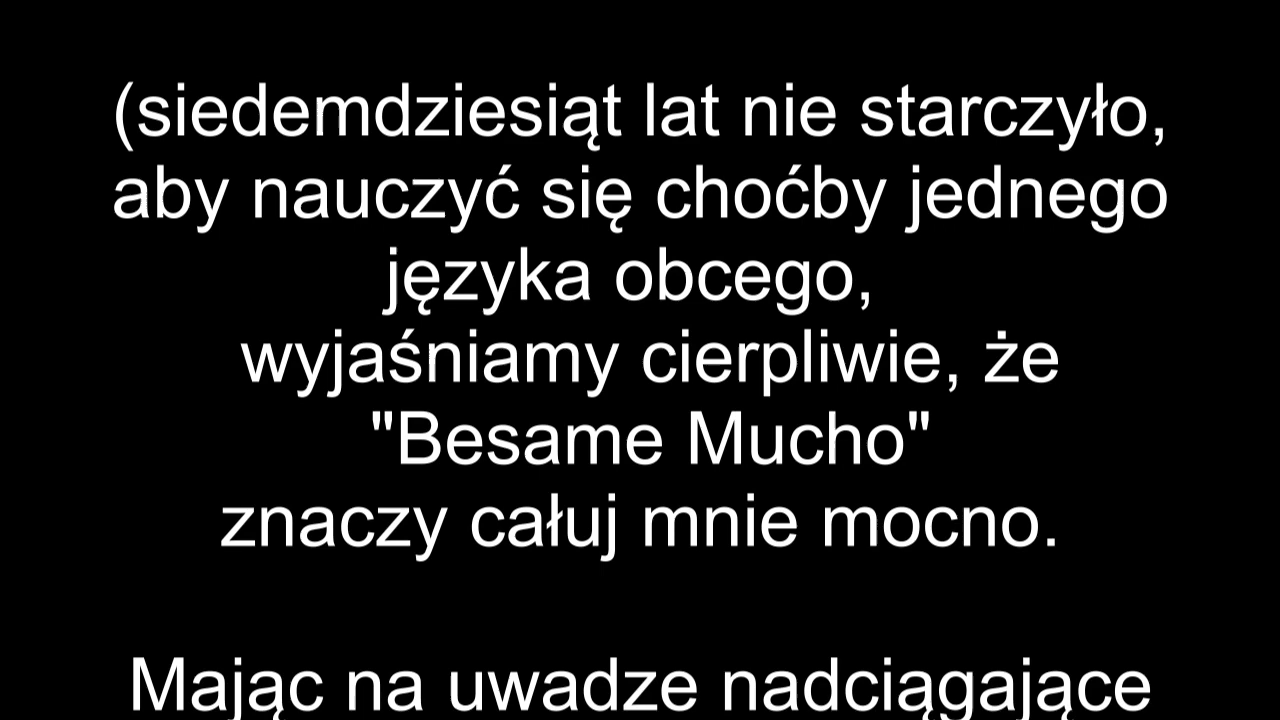 (siedemdziesiąt lat nie starczyło,
aby nauczyć się choćby jednego
języka obcego,
wyjaśniamy cierpliwie, że
"Besame Mucho"
znaczy całuj mnie mocno.
Mając na uwadze nadciągające